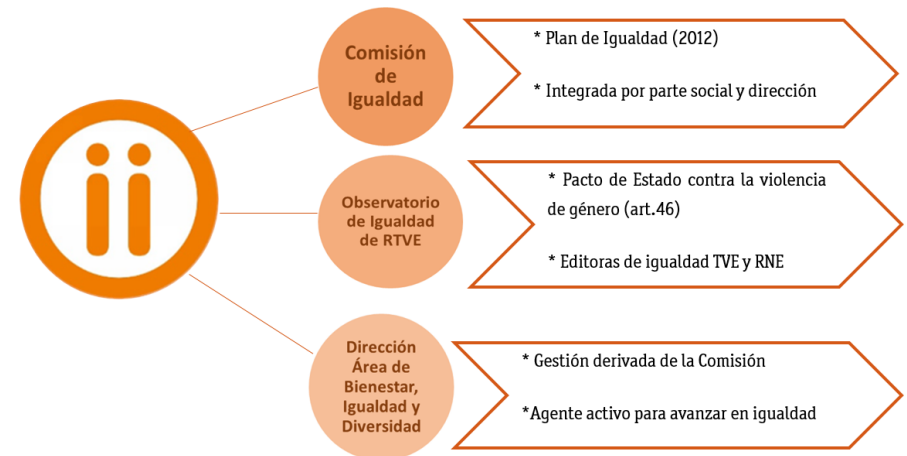 ii
Comisión
de
Igualdad
* Plan de Igualdad (2012)
* Integrada por parte social y dirección
Observatorio
de Igualdad
de RTVE
* Pacto de Estado contra la violencia
de género (art.46)
* Editoras de igualdad TVE y RNE
Dirección
Área de
Bienestar,
Igualdad y
Diversidad
* Gestión derivada de la Comisión
*Agente activo para avanzar en igualdad